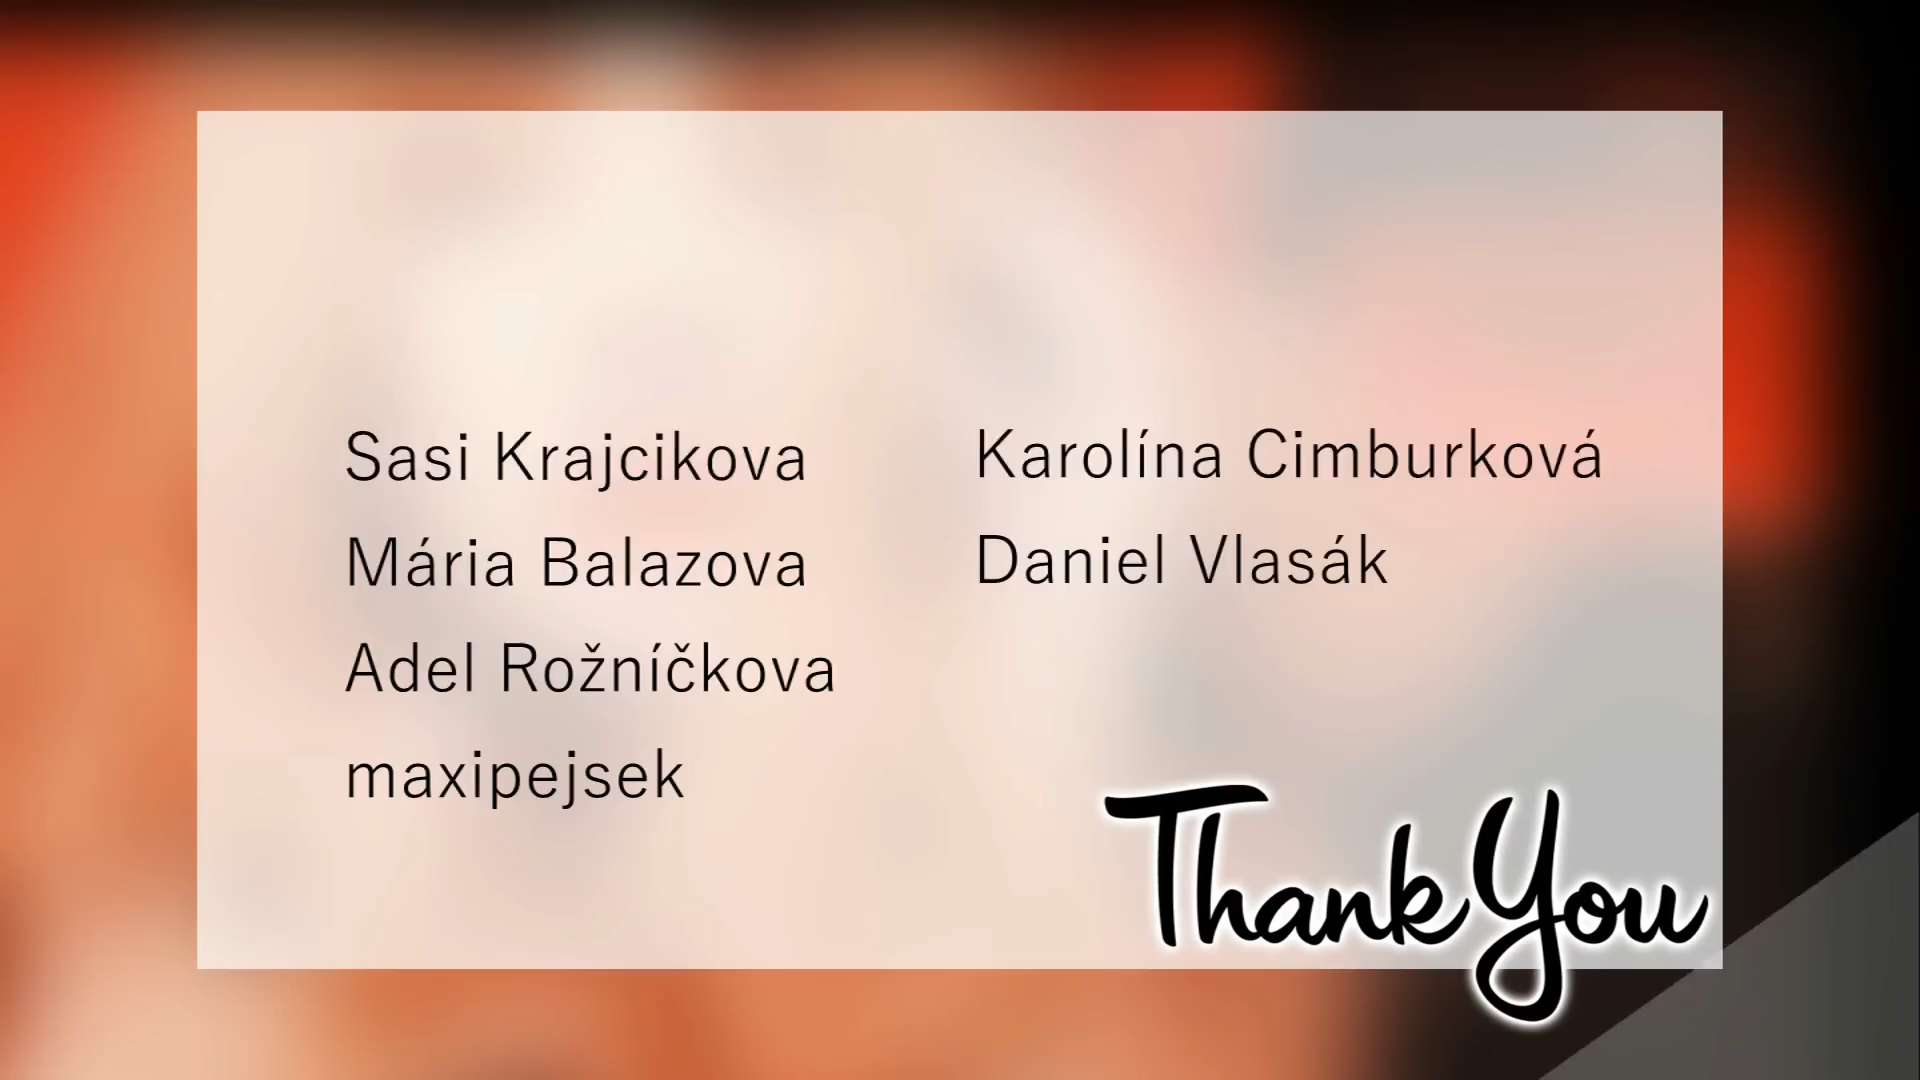 Sasi Krajcikova
Mária Balazova
Adel Rožníčkova
maxipejsek
Karolína Cimburková
Daniel Vlasák
Thank You